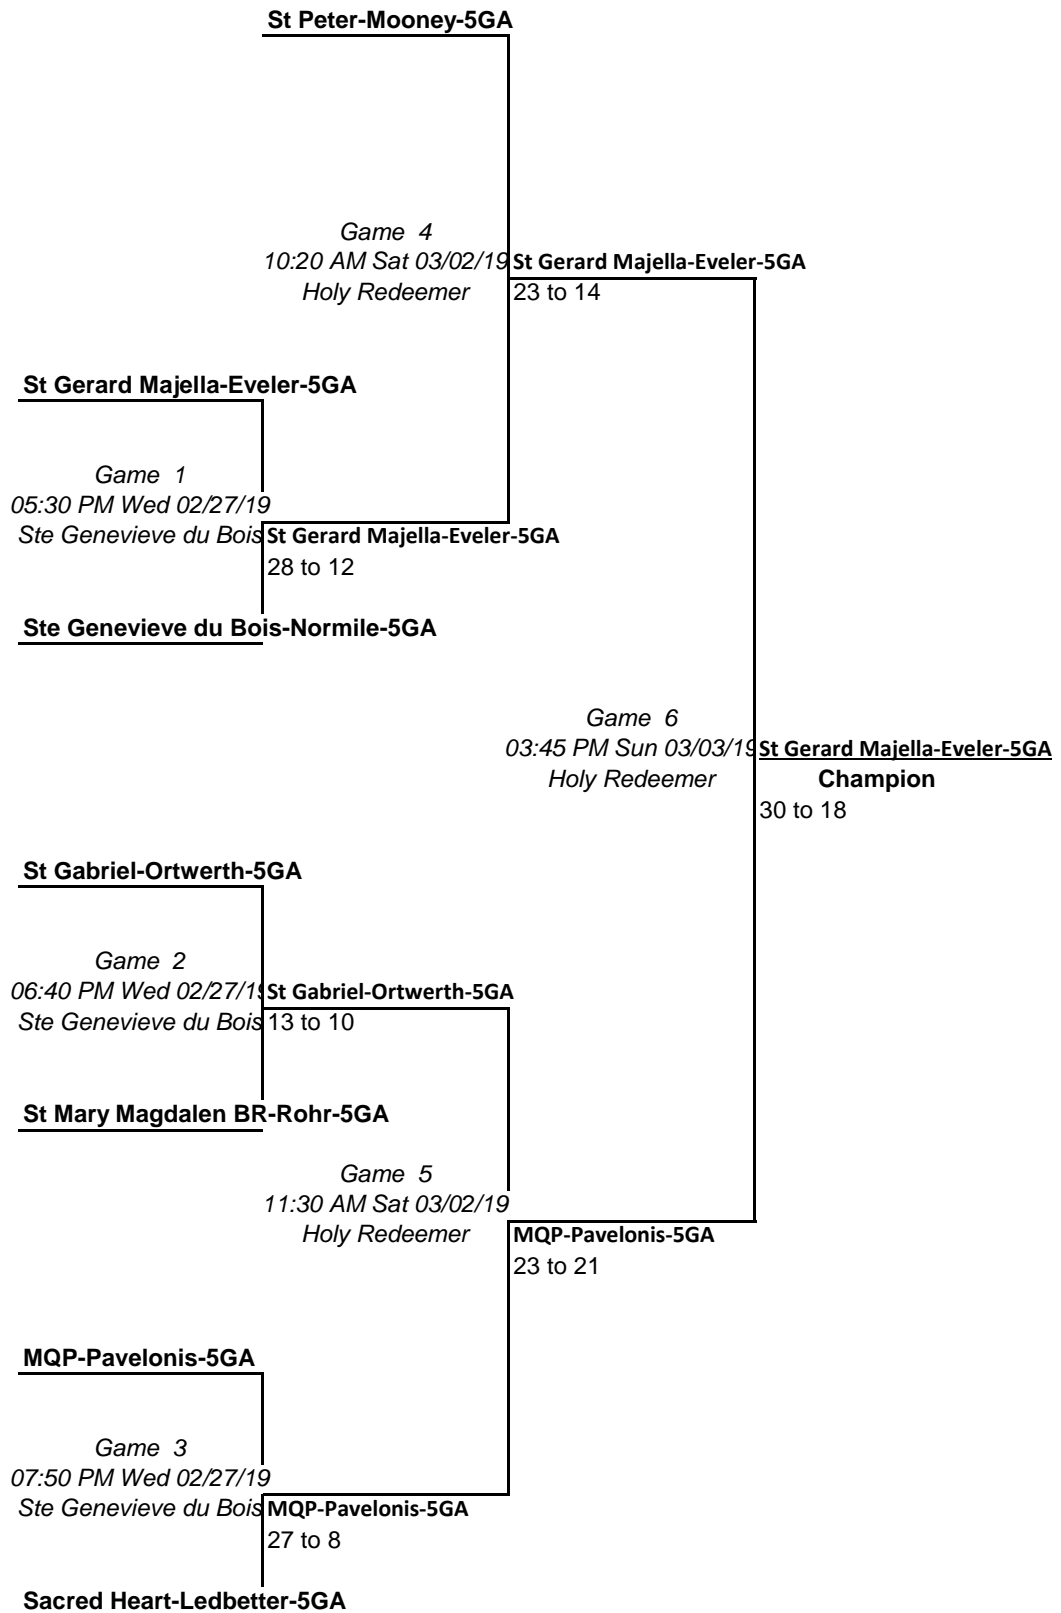 St Peter-Mooney-5GA
Game 4
10:20 AM Sat 03/02/19
St Gerard Majella-Eveler-5GA
Holy Redeemer
23 to 14
St Gerard Majella-Eveler-5GA
Game 1
05:30 PM Wed 02/27/19
Ste Genevieve du Bois
St Gerard Majella-Eveler-5GA
28 to 12
Ste Genevieve du Bois-Normile-5GA
Game 6
03:45 PM Sun 03/03/19
St Gerard Majella-Eveler-5GA
Holy Redeemer
Champion
30 to 18
St Gabriel-Ortwerth-5GA
Game 2
06:40 PM Wed 02/27/19
St Gabriel-Ortwerth-5GA
Ste Genevieve du Bois
13 to 10
St Mary Magdalen BR-Rohr-5GA
Game 5
11:30 AM Sat 03/02/19
Holy Redeemer
MQP-Pavelonis-5GA
23 to 21
MQP-Pavelonis-5GA
Game 3
07:50 PM Wed 02/27/19
Ste Genevieve du Bois
MQP-Pavelonis-5GA
27 to 8
Sacred Heart-Ledbetter-5GA